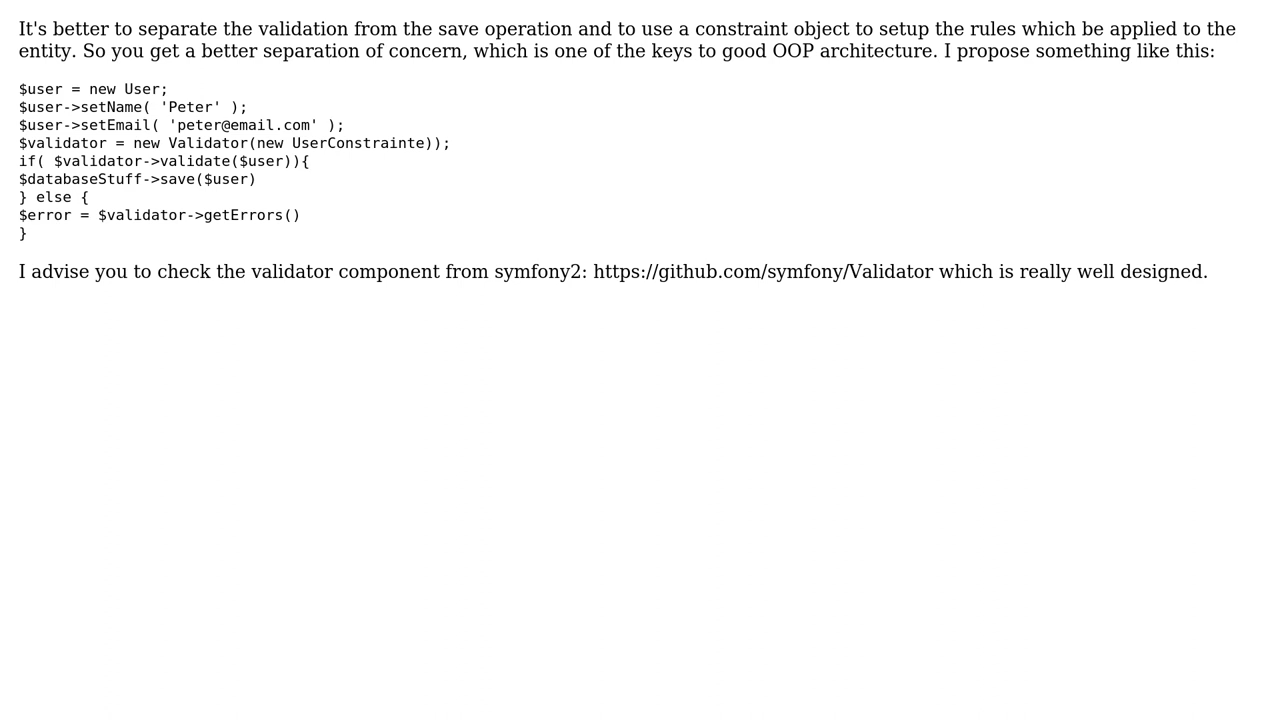 It's better to separate the validation from the save operation and to use a constraint object to setup the rules which be applied to the
entity. So you get a better separation of concern, which is one of the keys to good OOP architecture. I propose something like this:
$user = new User;
$user->setName( 'Peter' );
$user->setEmail( 'peter@email.com' );
$validator = new Validator(new UserConstrainte));
if( $validator->validate($user)){
$databaseStuff->save($user)
} else {
$error = $validator->getErrors()
}
I advise you to check the validator component from symfony2: https://github.com/symfony/Validator which is really well designed.